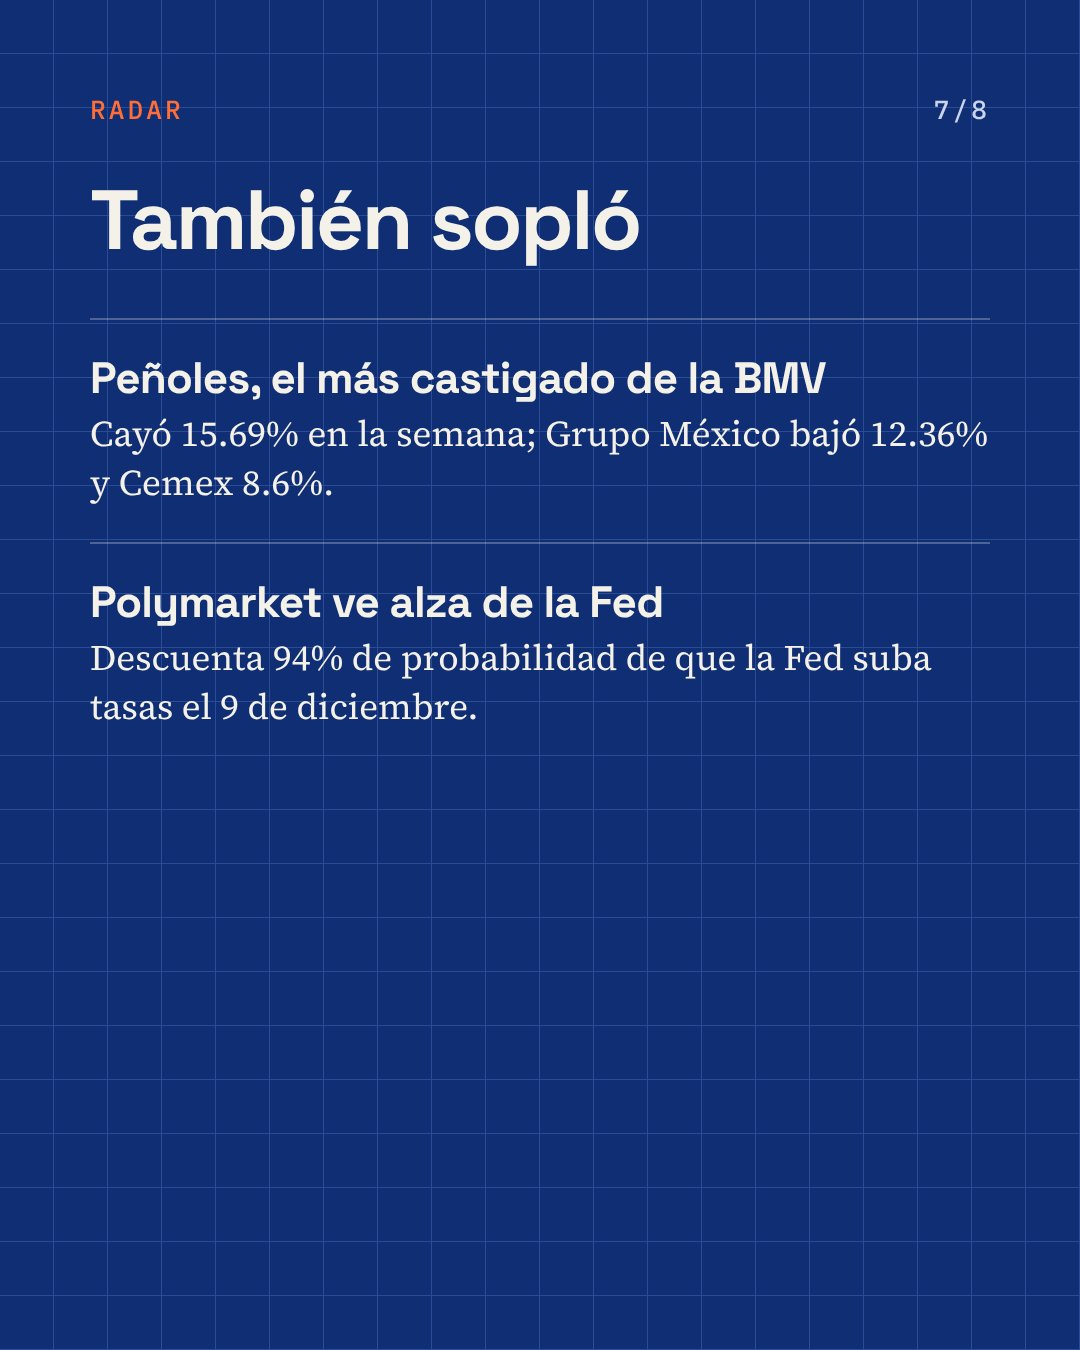 RADAR
7/8
También sopló
Peñoles, el más castigado de la BMV
Cayó 15.69% en la semana; Grupo México bajó 12.36%
y Cemex 8.6%.
Polymarket ve alza de la Fed
Descuenta 94% de probabilidad de que la Fed suba
tasas el 9 de diciembre.